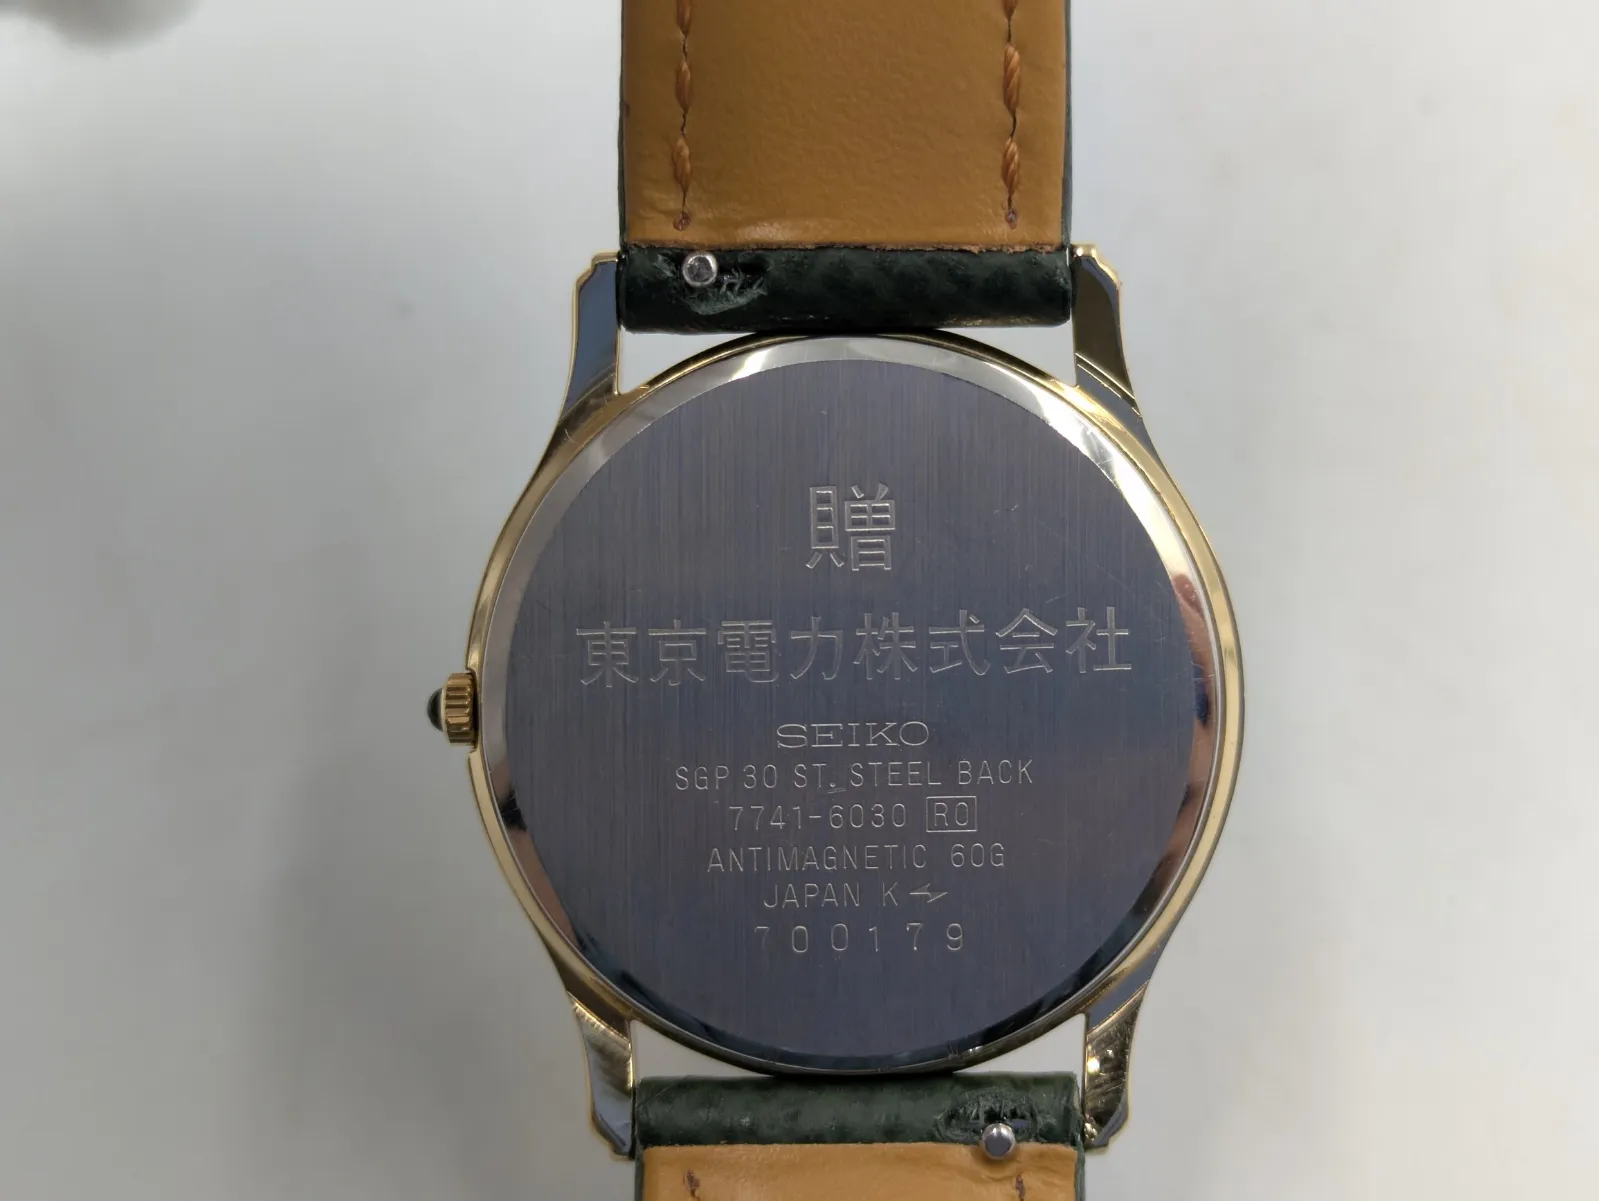 贈
東京電力株式会社
SEIKO
SGP 30 ST. STEEL BACK
7741-6030 R0
ANTIMAGNETIC 60G
JAPAN K
700179